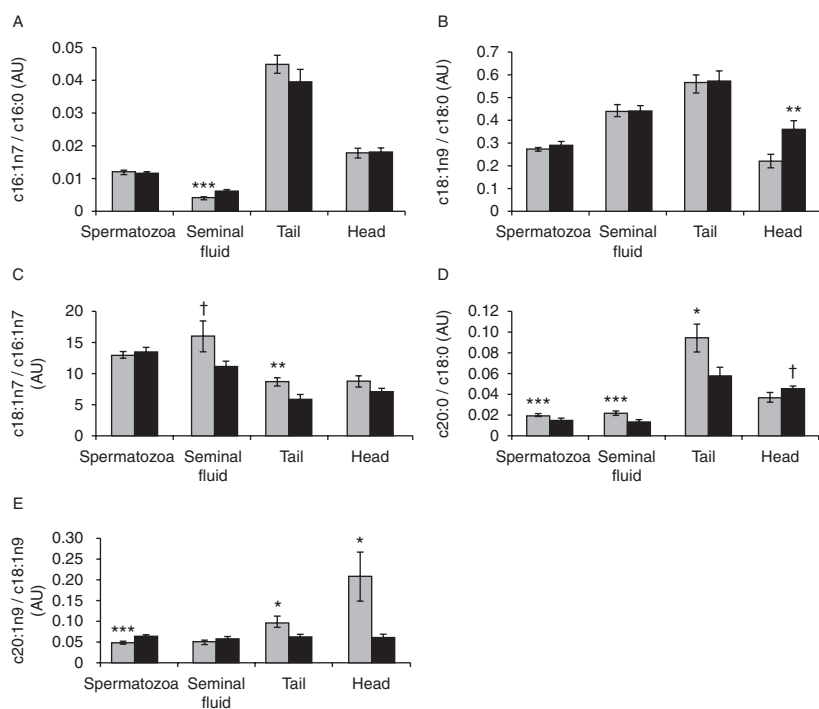 A
c16:1n7 / c16:0 (AU)
0.05
0.04
0.03
0.02
0.01
0
***
Spermatozoa Seminal fluid Tail Head
B
c18:1n9 / c18:0 (AU)
0.7
0.6
0.5
0.4
0.3
0.2
0.1
0
**
Spermatozoa Seminal fluid Tail Head
C
c18:1n7 / c16:1n7 (AU)
20
15
10
5
0
†
**
Spermatozoa Seminal fluid Tail Head
D
c20:0 / c18:0 (AU)
0.12
0.10
0.08
0.06
0.04
0.02
0
***
***
*
†
Spermatozoa Seminal fluid Tail Head
E
c20:1n9 / c18:1n9 (AU)
0.30
0.25
0.20
0.15
0.10
0.05
0
***
*
*
Spermatozoa Seminal fluid Tail Head